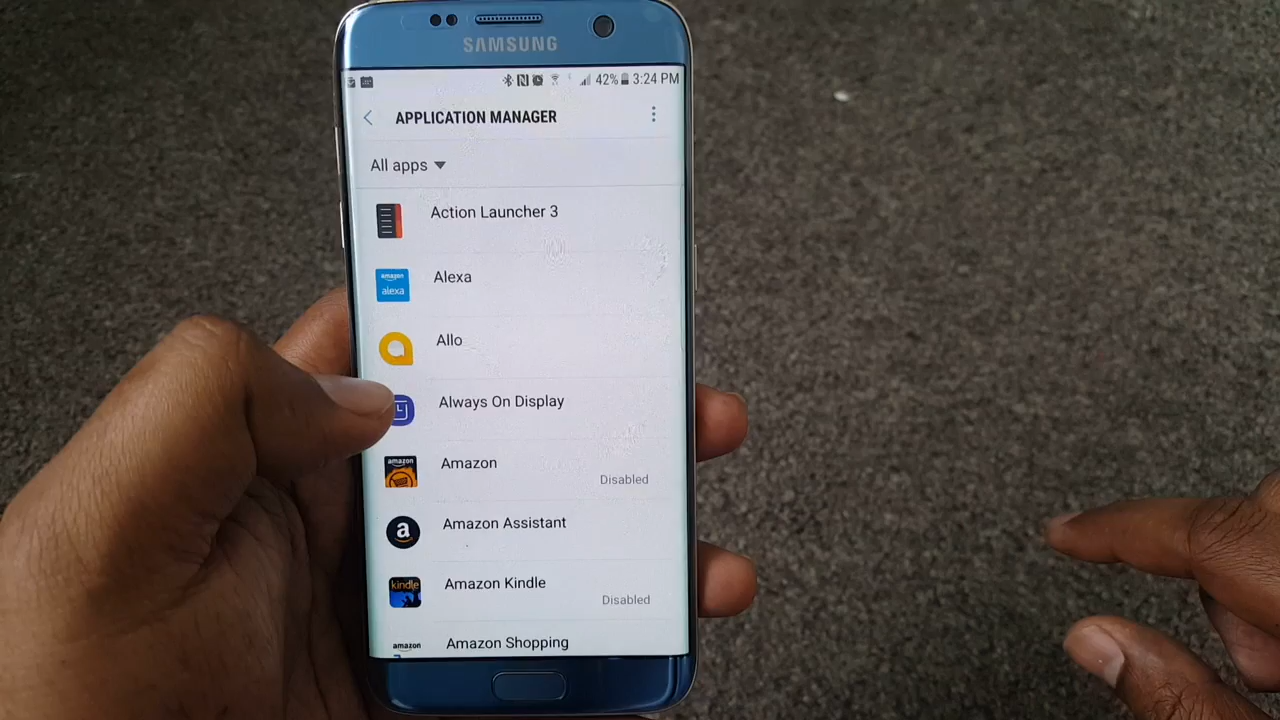 SAMSUNG
42% 3:24 PM
APPLICATION MANAGER
All apps
Action Launcher 3
amazon
alexa
Alexa
Allo
Always On Display
amazon
Amazon
Disabled
a
Amazon Assistant
kindle
Amazon Kindle
Disabled
amazon
Amazon Shopping